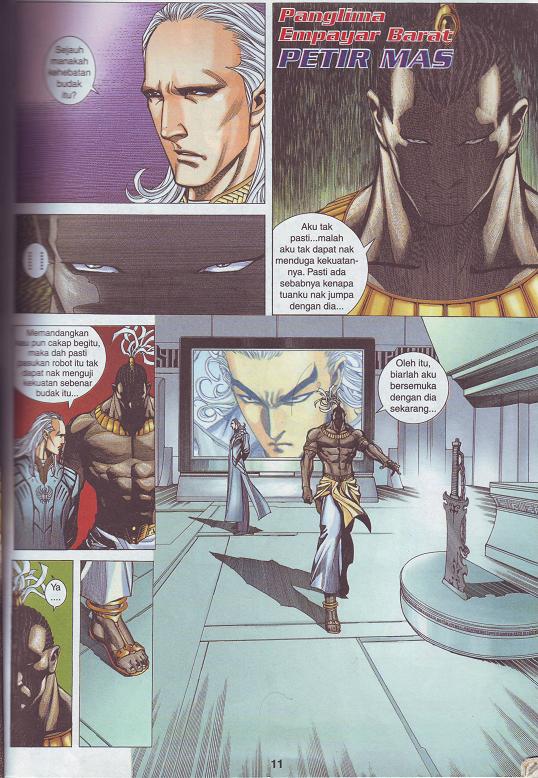 Sejauh
manakah
kehebatan
budak
itu?
Panglima
Empayar Barat
PETIR MAS
Aku tak
pasti...malah
aku tak dapat nak
menduga kekuatan-
nya. Pasti ada
sebabnya kenapa
tuanku nak jumpa
dengan dia...
Memandangkan
pun cakap begitu,
maka dah pasti
pasukan robot itu tak
dapat nak menguji
kekuatan sebenar
budak itu...
Oleh itu,
biarlah aku
bersemuka
dengan dia
sekarang...
Ya
....
11